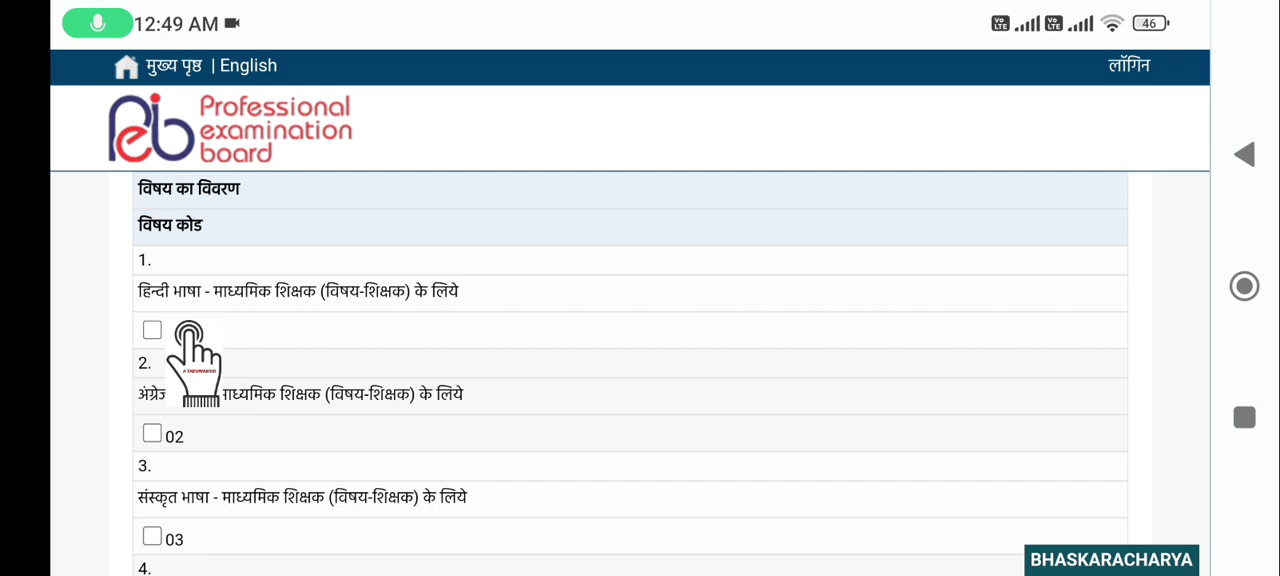 12:49 AM
46
मुख्य पृष्ठ | English
लॉगिन
Professional
examination
board
विषय का विवरण
विषय कोड
1.
हिन्दी भाषा - माध्यमिक शिक्षक (विषय-शिक्षक) के लिये
2.
माध्यमिक शिक्षक (विषय-शिक्षक) के लिये
02
3.
संस्कृत भाषा - माध्यमिक शिक्षक (विषय-शिक्षक) के लिये
03
4.
BHASKARACHARYA